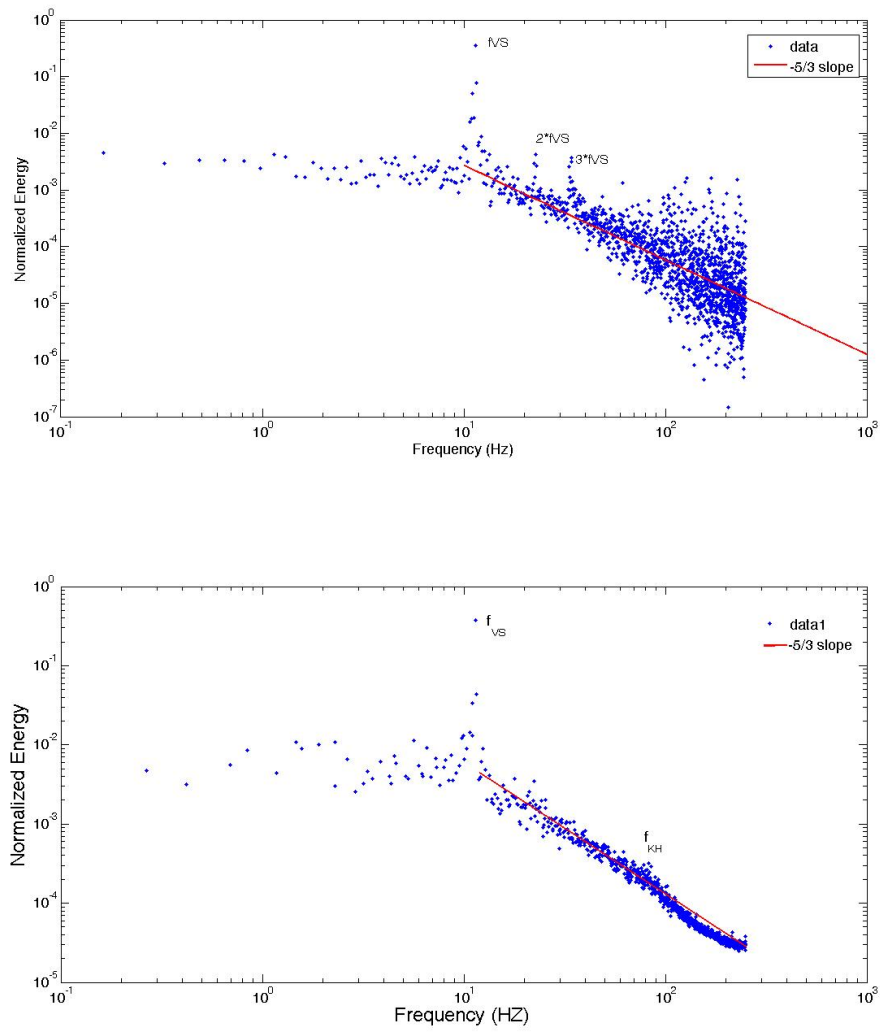 10^0
fVS
data
-5/3 slope
10^-1
10^-2
2*fVS
3*fVS
10^-3
Normalized Energy
10^-4
10^-5
10^-6
10^-7
10^-1 10^0 10^1 10^2 10^3
Frequency (Hz)
10^0
f_VS
data1
-5/3 slope
10^-1
10^-2
Normalized Energy
10^-3
f_KH
10^-4
10^-5
10^-1 10^0 10^1 10^2 10^3
Frequency (HZ)